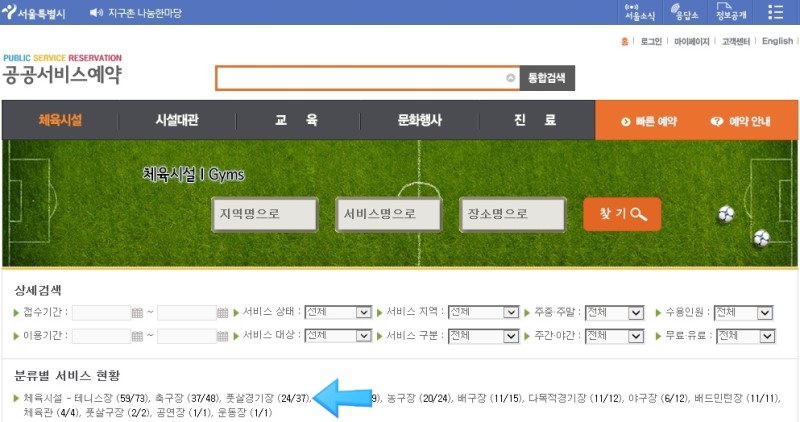 서울특별시 지구촌 나눔한마당 서울소식 응답소 정보공개
홈 로그인 마이페이지 고객센터 English
PUBLIC SERVICE RESERVATION
공공서비스예약
통합검색
체육시설 시설대관 교 육 문화행사 진 료 빠른 예약 예약 안내
체육시설 | Gyms
지역명으로 서비스명으로 장소명으로 찾 기
상세검색
접수기간 : ~ 서비스 상태 : 선택 서비스 지역 : 선택 주중·주말 : 전체 수용인원 : 전체
이용기간 : ~ 서비스 대상 : 선택 서비스 구분 : 전체 주간·야간 : 전체 무료·유료 : 전체
분류별 서비스 현황
체육시설 - 테니스장 (59/73), 축구장 (37/48), 풋살경기장 (24/37), 9), 농구장 (20/24), 배구장 (11/15), 다목적경기장 (11/12), 야구장 (6/12), 배드민턴장 (11/11),
체육관 (4/4), 풋살구장 (2/2), 공연장 (1/1), 운동장 (1/1)